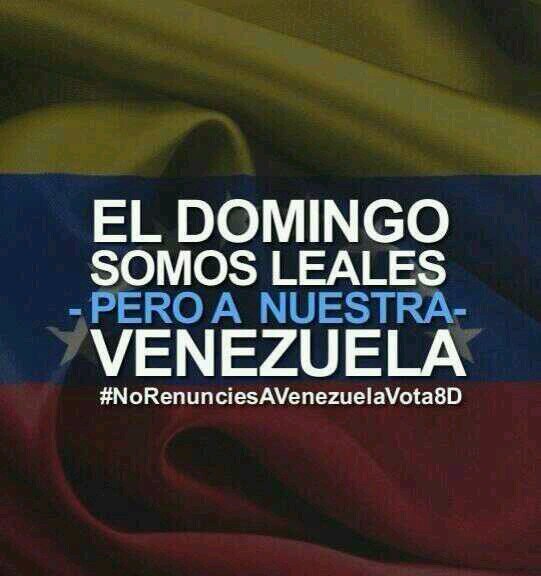 EL DOMINGO
SOMOS LEALES
-PERO A NUESTRA-
VENEZUELA
#NoRenunciesAVenezuelaVota8D